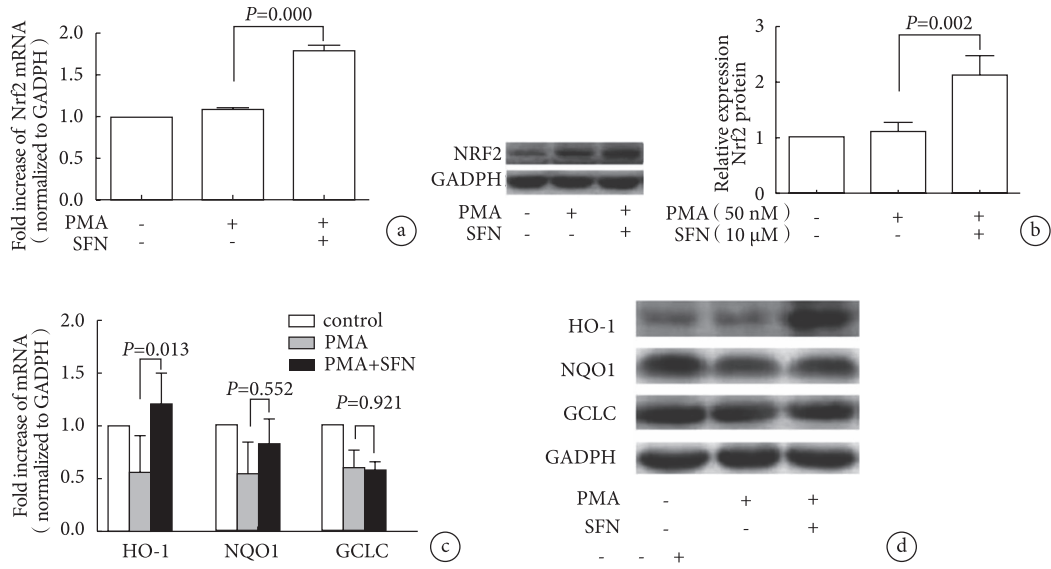 Fold increase of Nrf2 mRNA
( normalized to GADPH )
2.0
1.5
1.0
0.5
0.0
P=0.000
PMA - + +
SFN - - +
a
NRF2
GADPH
PMA - + +
SFN - - +
Relative expression
Nrf2 protein
3
2
1
0
P=0.002
PMA ( 50 nM ) - + +
SFN ( 10 μM ) - - +
b
Fold increase of mRNA
( normalized to GADPH )
2.0
1.5
1.0
0.5
0.0
control
PMA
PMA+SFN
P=0.013
P=0.552
P=0.921
HO-1 NQO1 GCLC
c
HO-1
NQO1
GCLC
GADPH
PMA - + +
SFN - - +
- - +
d